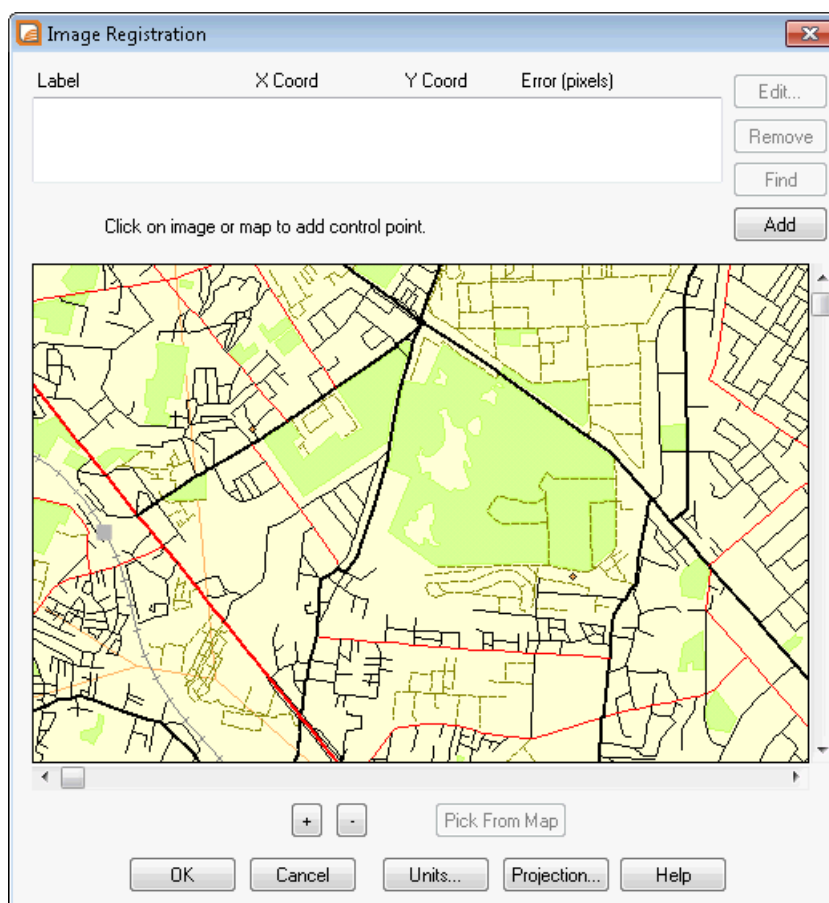 Image Registration
Label X Coord Y Coord Error (pixels)
Edit...
Remove
Find
Click on image or map to add control point.
Add
+ - Pick From Map
OK Cancel Units... Projection... Help